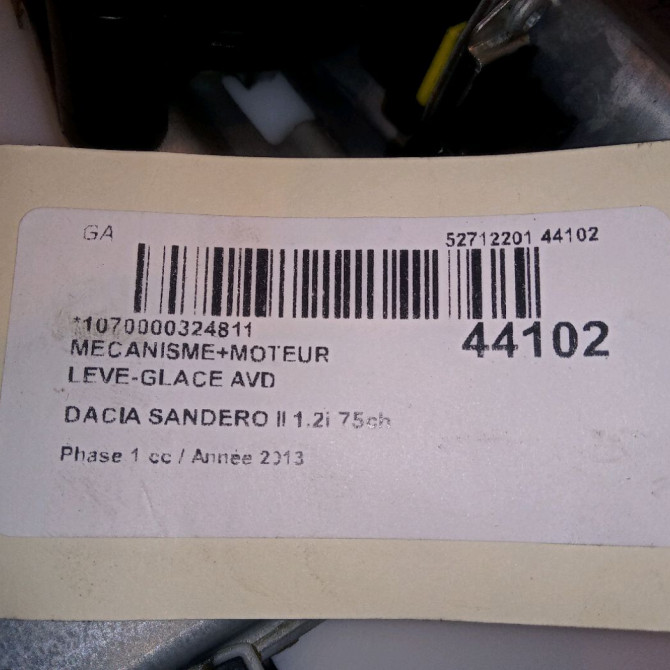 GA
52712201 44102
*1070000324811
44102
MECANISME+MOTEUR
LEVE-GLACE AVD
DACIA SANDERO II 1.2i 75ch
Phase 1 cc / Année 2013